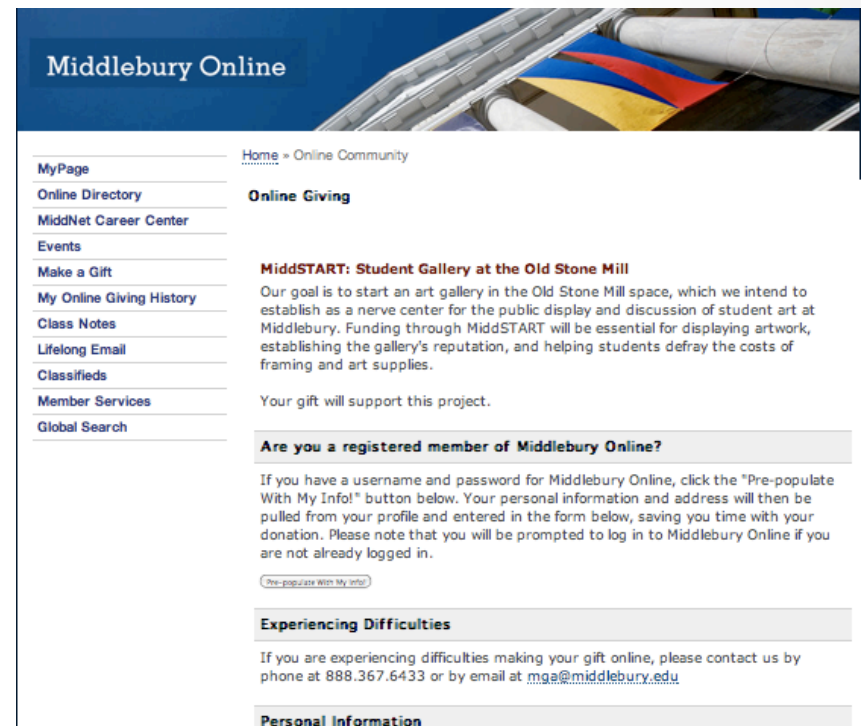 Middlebury Online
MyPage
Online Directory
MiddNet Career Center
Events
Make a Gift
My Online Giving History
Class Notes
Lifelong Email
Classifieds
Member Services
Global Search
Home » Online Community
Online Giving
MiddSTART: Student Gallery at the Old Stone Mill
Our goal is to start an art gallery in the Old Stone Mill space, which we intend to
establish as a nerve center for the public display and discussion of student art at
Middlebury. Funding through MiddSTART will be essential for displaying artwork,
establishing the gallery's reputation, and helping students defray the costs of
framing and art supplies.
Your gift will support this project.
Are you a registered member of Middlebury Online?
If you have a username and password for Middlebury Online, click the "Pre-populate
With My Info!" button below. Your personal information and address will then be
pulled from your profile and entered in the form below, saving you time with your
donation. Please note that you will be prompted to log in to Middlebury Online if you
are not already logged in.
Pre-populate With My Info!
Experiencing Difficulties
If you are experiencing difficulties making your gift online, please contact us by
phone at 888.367.6433 or by email at mga@middlebury.edu
Personal Information